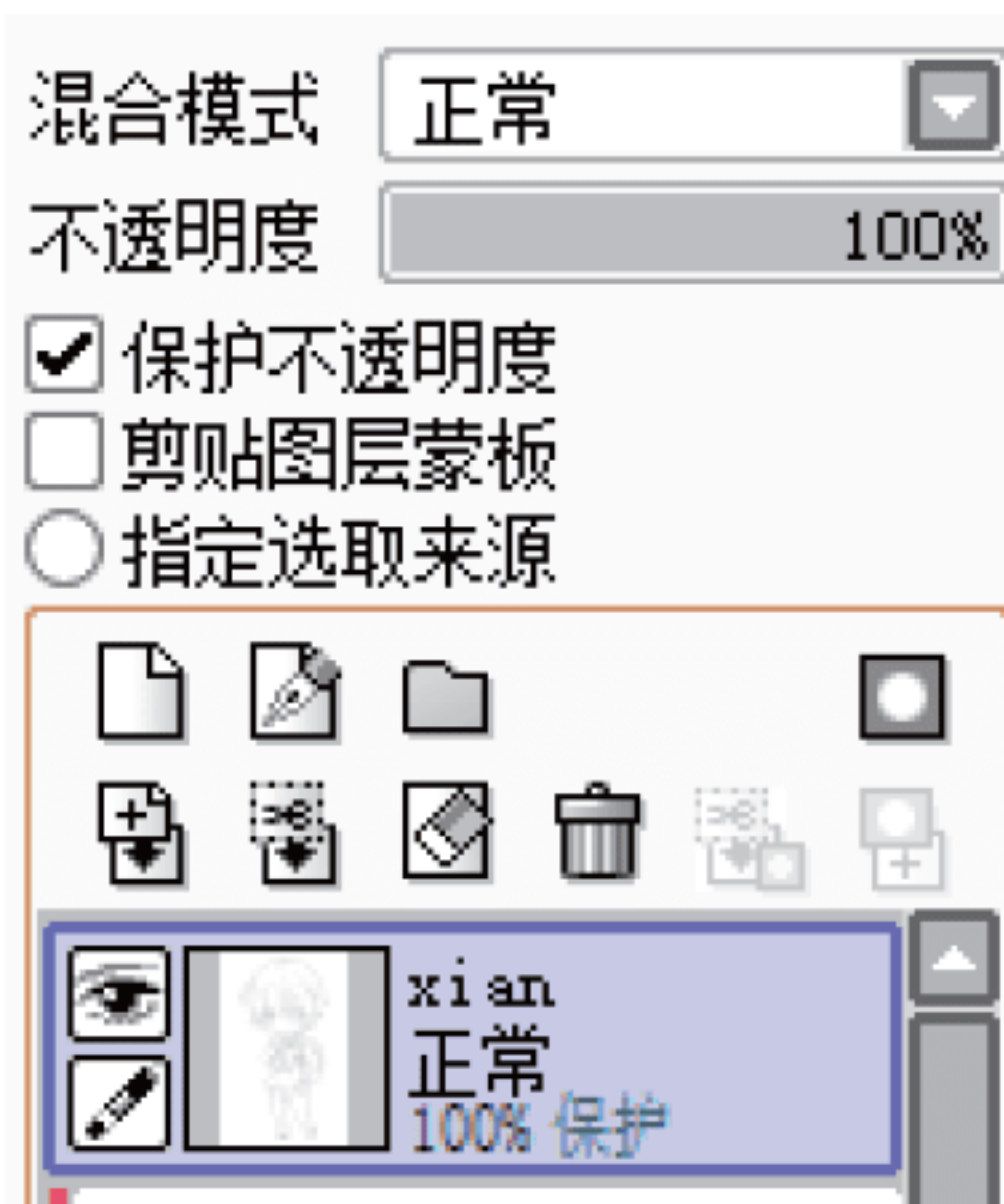 混合模式 正常
不透明度 100%
保护不透明度
剪贴图层蒙板
指定选取来源
xian
正常
100% 保护